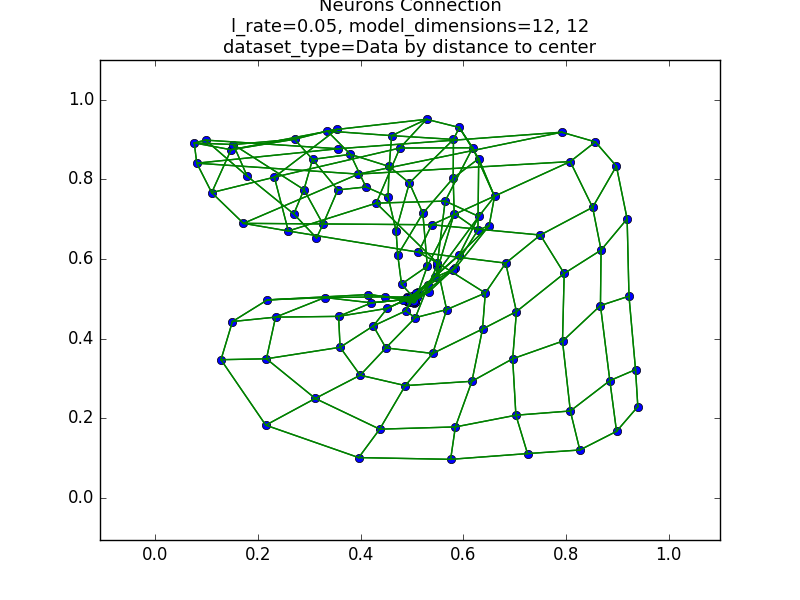 Neurons Connection
l_rate=0.05, model_dimensions=12, 12
dataset_type=Data by distance to center
1.0
0.8
0.6
0.4
0.2
0.0
0.0 0.2 0.4 0.6 0.8 1.0